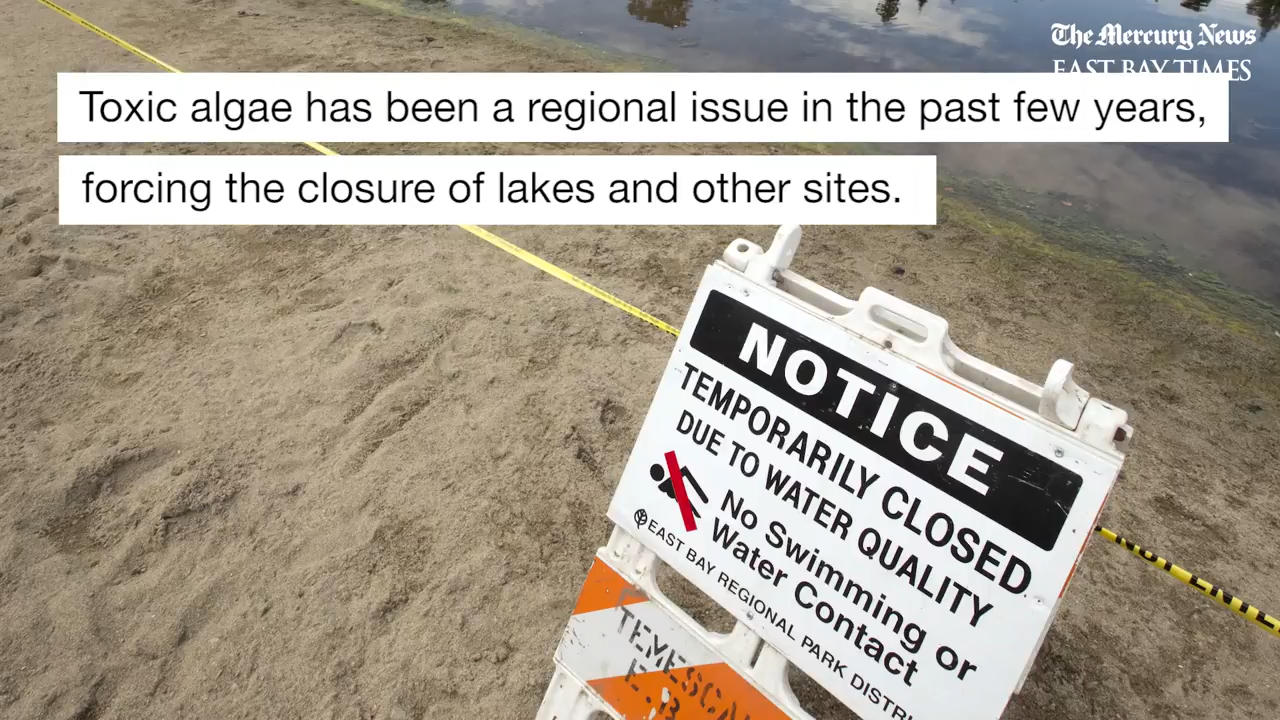 The Mercury News
EAST BAY TIMES
Toxic algae has been a regional issue in the past few years,
forcing the closure of lakes and other sites.
NOTICE
TEMPORARILY CLOSED
DUE TO WATER QUALITY
No Swimming or
Water Contact
EAST BAY REGIONAL PARK DISTRI
TEMESCAL
E.B